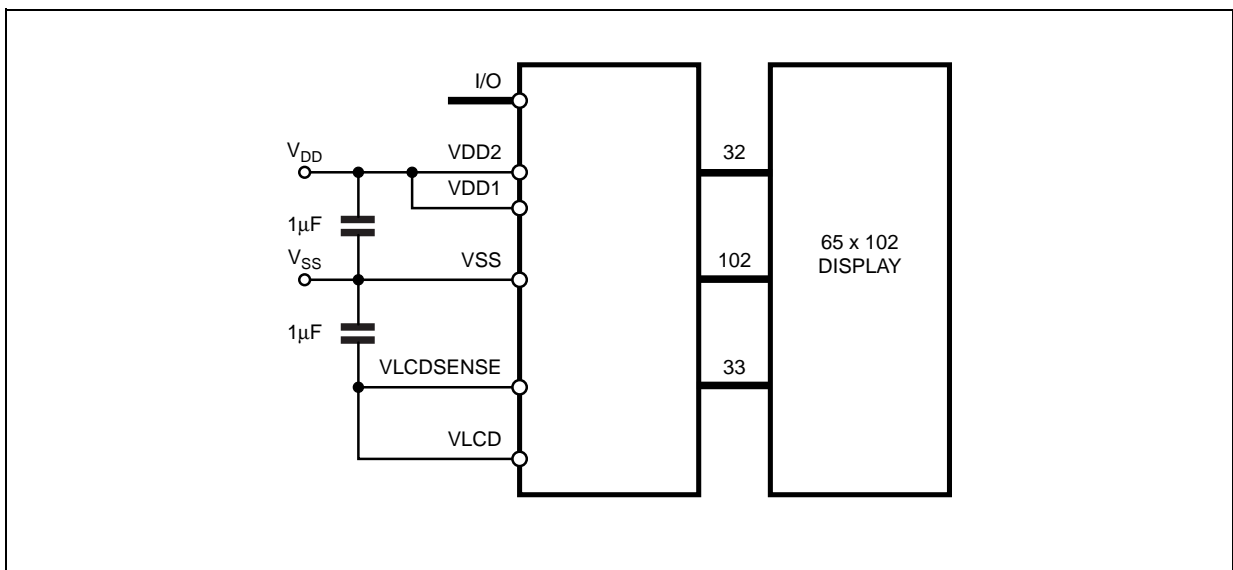 I/O
V_DD
VDD2
VDD1
1μF
V_SS
VSS
1μF
VLCDSENSE
VLCD
32
102
33
65 x 102
DISPLAY